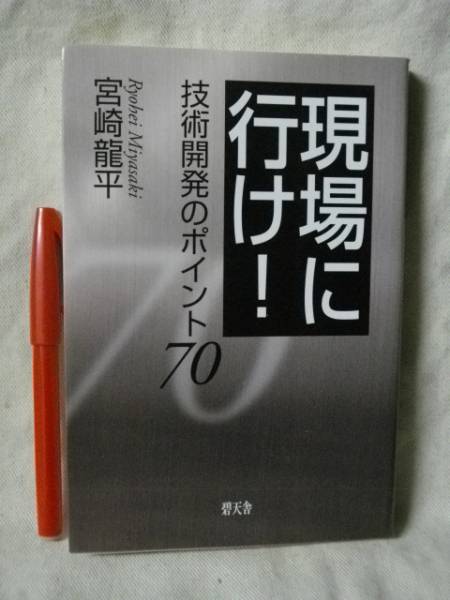 現場に
行け！
技術開発のポイント70
Ryohei Miyasaki
宮崎龍平
碧天舎